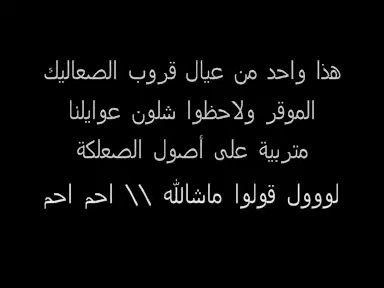 هذا واحد من عيال قروب الصعاليك
الموقر ولاحظوا شلون عوايلنا
متربية على أصول الصعلكة
لووول قولوا ماشالله \\ احم احم